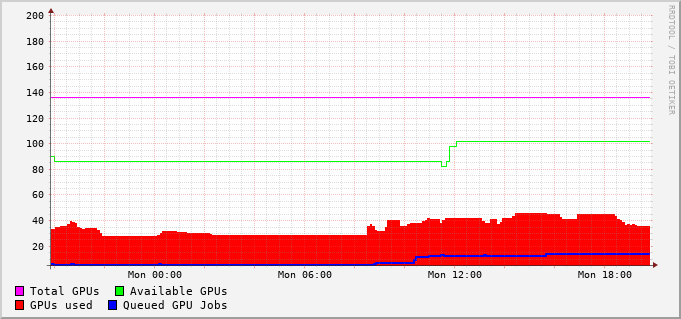 200
180
160
140
120
100
80
60
40
20
Mon 00:00 Mon 06:00 Mon 12:00 Mon 18:00
Total GPUs Available GPUs
GPUs used Queued GPU Jobs
RRDTOOL / TOBI OETIKER